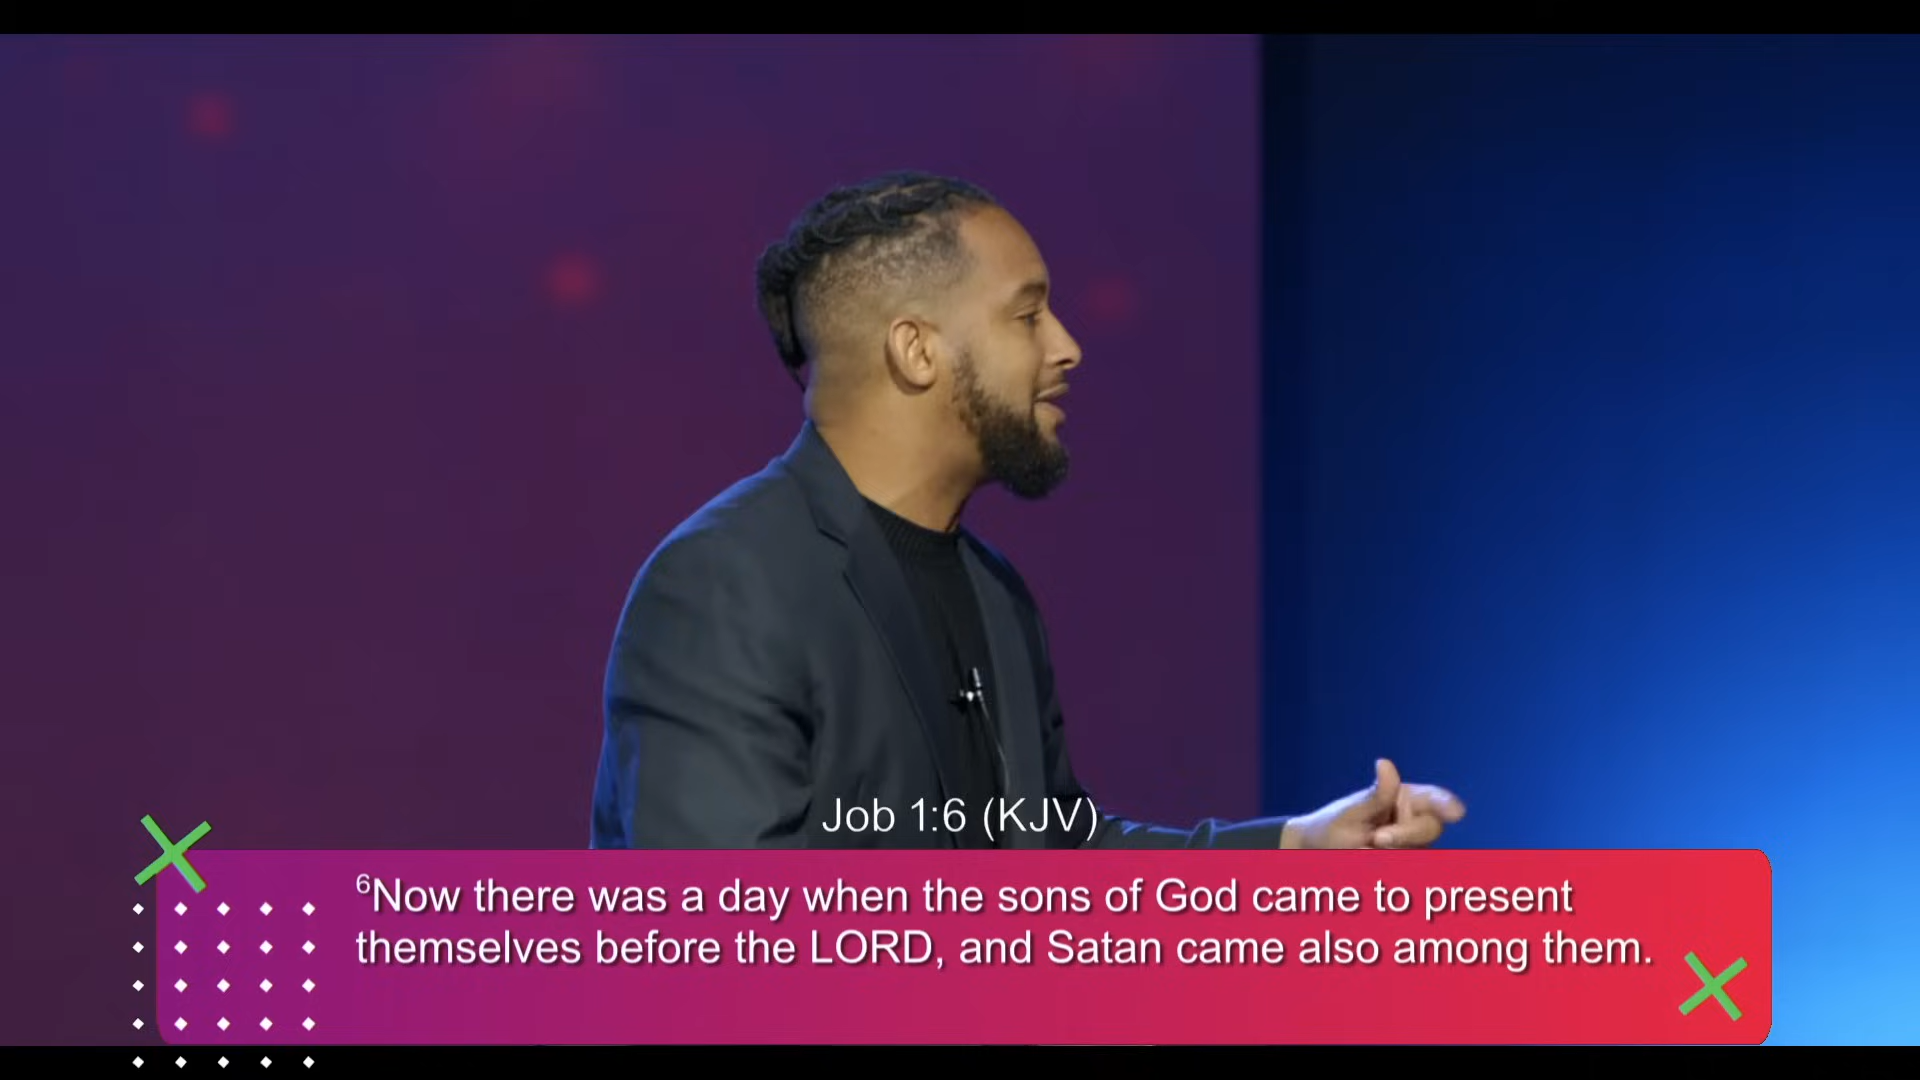 Job 1:6 (KJV)
⁶Now there was a day when the sons of God came to present
themselves before the LORD, and Satan came also among them.